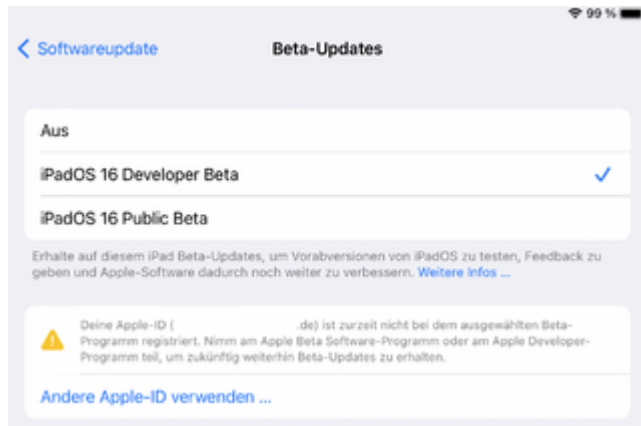 99 %
Softwareupdate
Beta-Updates
Aus
iPadOS 16 Developer Beta
iPadOS 16 Public Beta
Erhalte auf diesem iPad Beta-Updates, um Vorabversionen von iPadOS zu testen, Feedback zu
geben und Apple-Software dadurch noch weiter zu verbessern. Weitere Infos ...
Deine Apple-ID ( .de) ist zurzeit nicht bei dem ausgewählten Beta-
Programm registriert. Nimm am Apple Beta Software-Programm oder am Apple Developer-
Programm teil, um zukünftig weiterhin Beta-Updates zu erhalten.
Andere Apple-ID verwenden ...